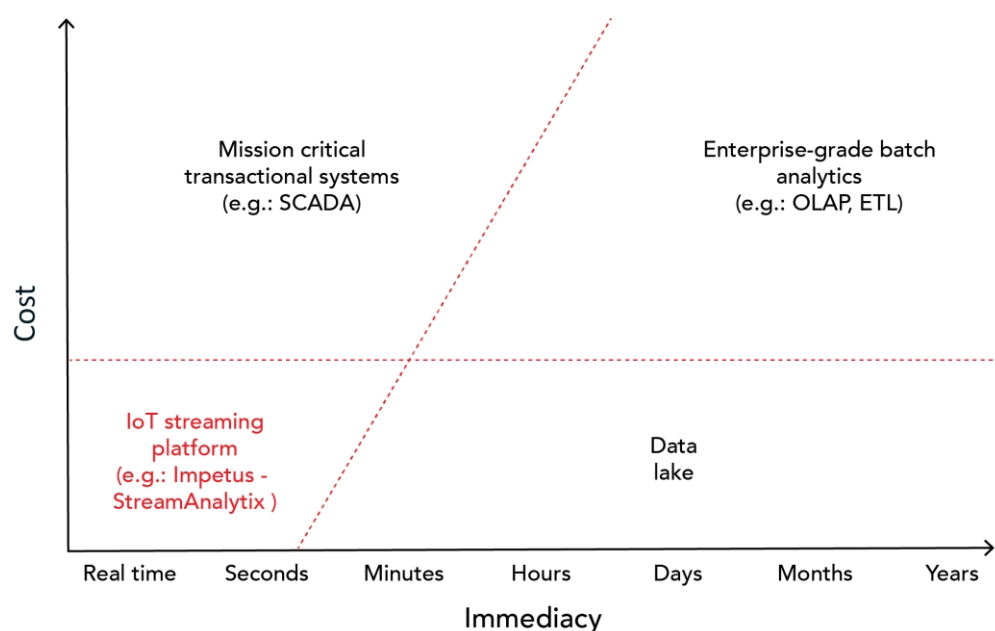 Mission critical
transactional systems
(e.g.: SCADA)
Enterprise-grade batch
analytics
(e.g.: OLAP, ETL)
Cost
IoT streaming
platform
(e.g.: Impetus -
StreamAnalytix )
Data
lake
Real time Seconds Minutes Hours Days Months Years
Immediacy